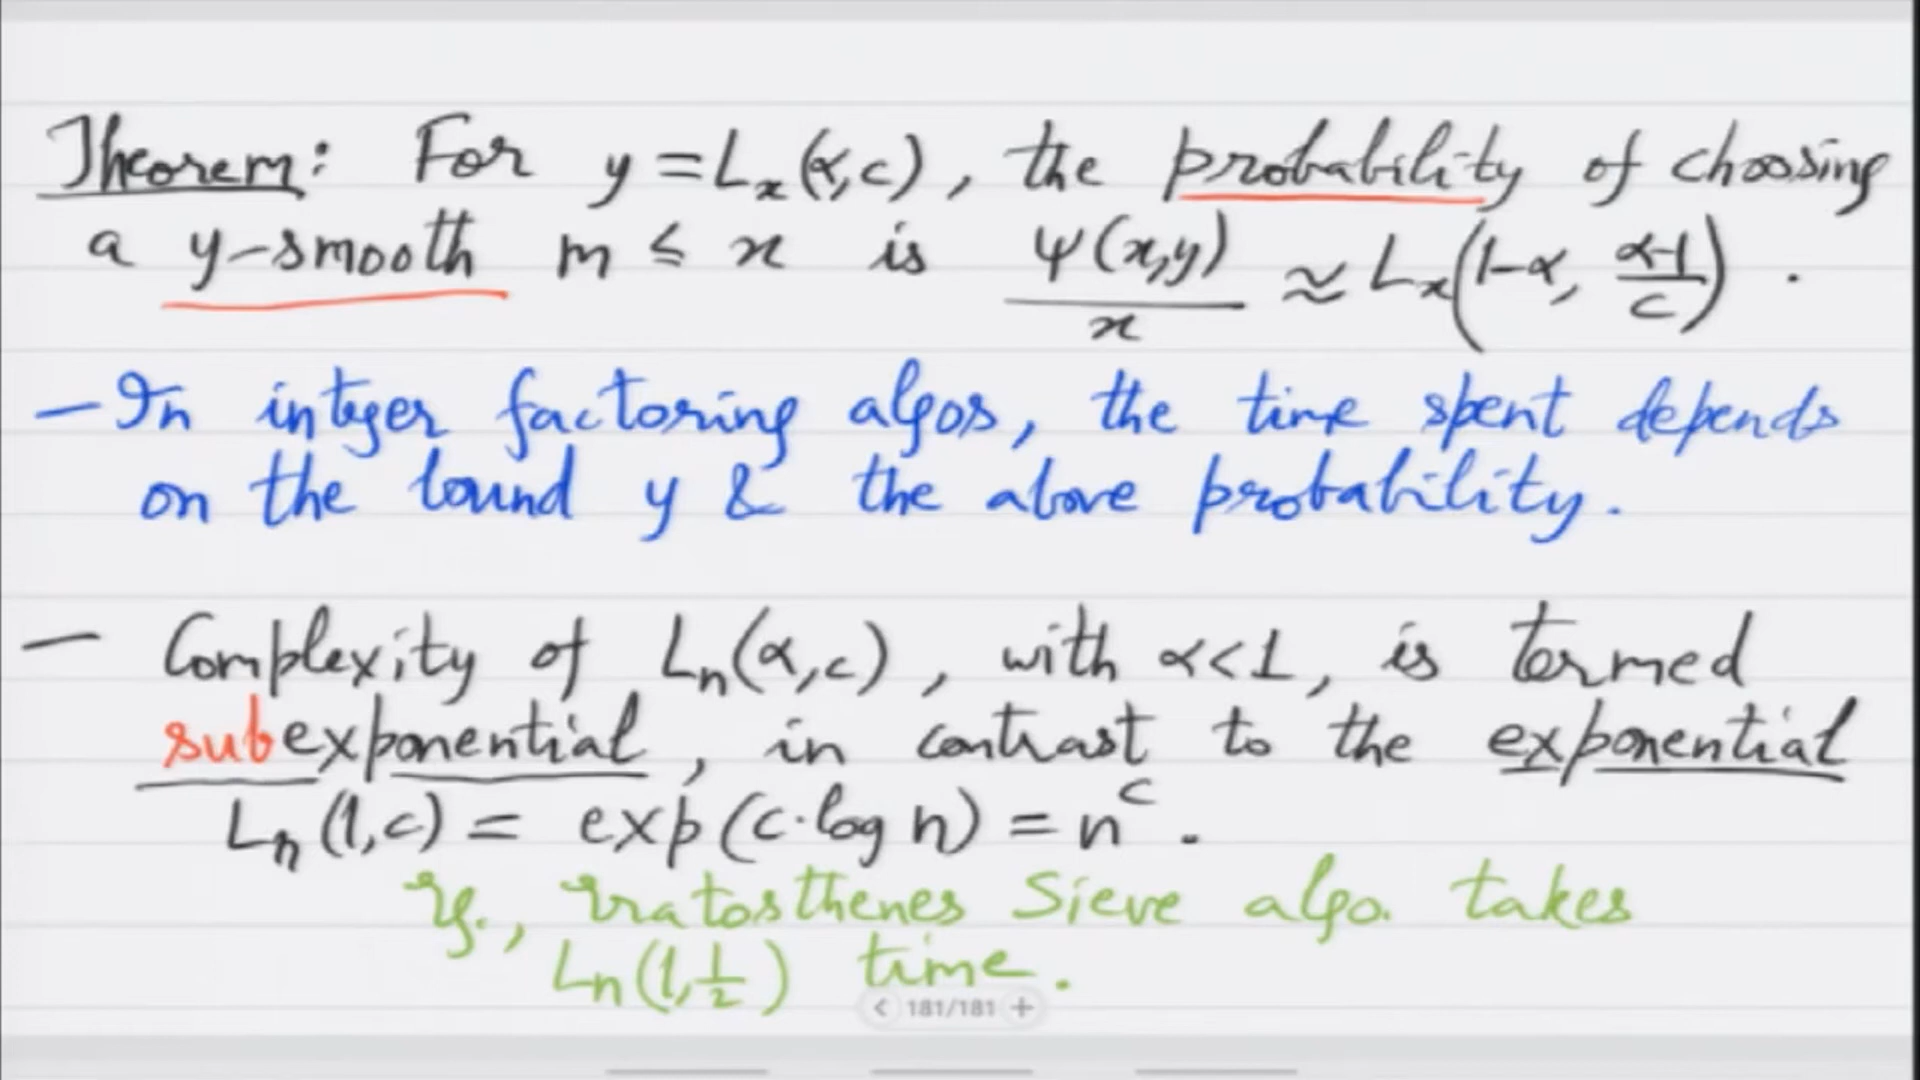 Theorem: For y = L_x(α,c), the probability of choosing
a y-smooth m ≤ x is ψ(x,y)/x ≈ L_x(1-α, (α-1)/c).
— In integer factoring algos, the time spent depends
on the bound y & the above probability.
— Complexity of L_n(α,c), with α<1, is termed
subexponential, in contrast to the exponential
L_n(1,c) = exp(c·log n) = n^c.
Eg., Eratosthenes Sieve algo. takes
L_n(1,1/2) time.
< 181/181 +